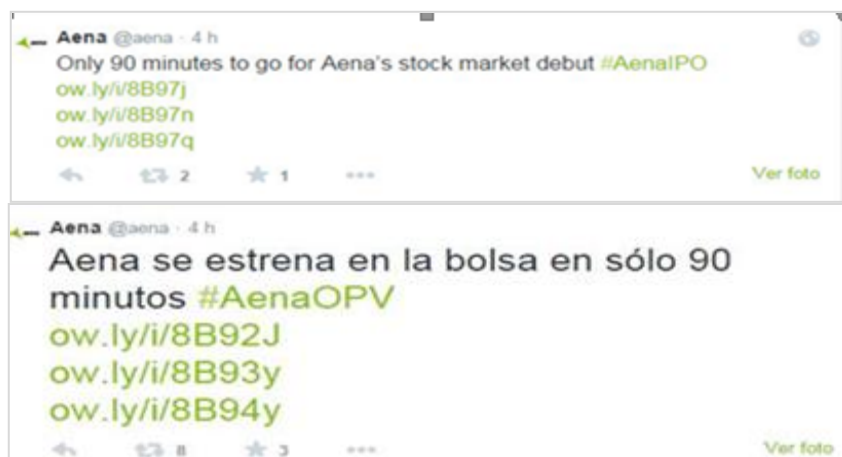 Aena @aena · 4 h
Only 90 minutes to go for Aena's stock market debut #AenaIPO
ow.ly/i/8B97j
ow.ly/i/8B97n
ow.ly/i/8B97q
2 1 Ver foto
Aena @aena · 4 h
Aena se estrena en la bolsa en sólo 90
minutos #AenaOPV
ow.ly/i/8B92J
ow.ly/i/8B93y
ow.ly/i/8B94y
8 3 Ver foto